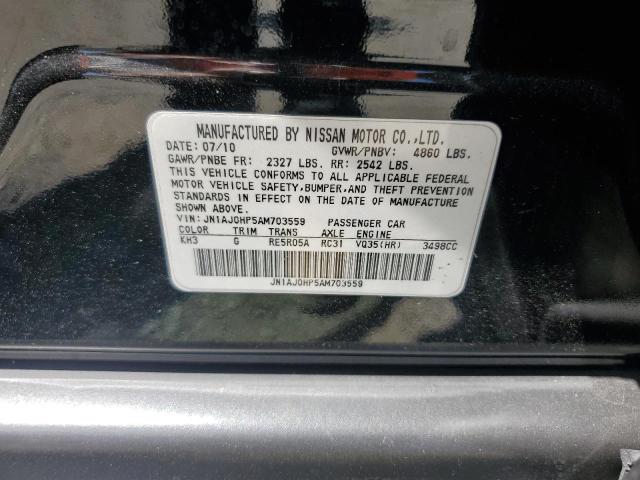 MANUFACTURED BY NISSAN MOTOR CO.,LTD.
DATE: 07/10 GVWR/PNBV: 4860 LBS.
GAWR/PNBE FR: 2327 LBS. RR: 2542 LBS.
THIS VEHICLE CONFORMS TO ALL APPLICABLE FEDERAL
MOTOR VEHICLE SAFETY,BUMPER,AND THEFT PREVENTION
STANDARDS IN EFFECT ON THE DATE OF MANUFACTURE
SHOWN ABOVE.
VIN: JN1AJ0HP5AM703559 PASSENGER CAR
COLOR TRIM TRANS AXLE ENGINE
KH3 G RE5R05A RC31 VQ35(HR) 3498CC
JN1AJ0HP5AM703559